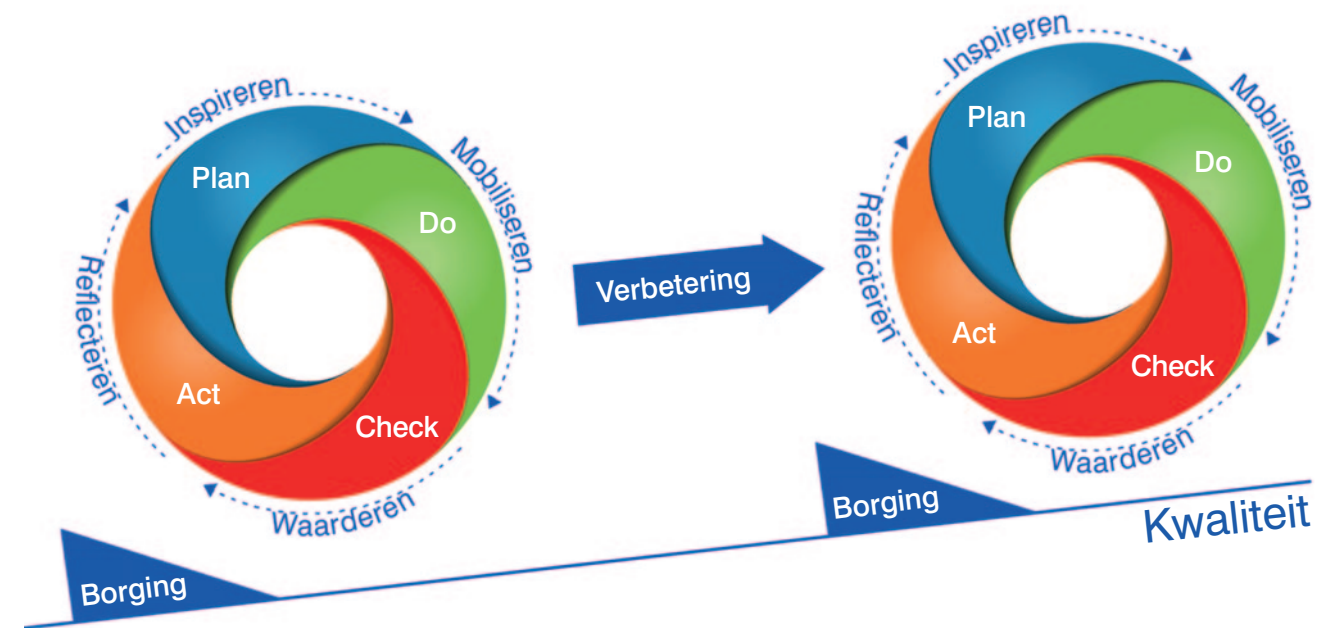 Inspireren
Plan
Mobiliseren
Do
Reflecteren
Act
Check
Waarderen
Borging
Verbetering
Inspireren
Plan
Mobiliseren
Do
Reflecteren
Act
Check
Waarderen
Borging
Kwaliteit